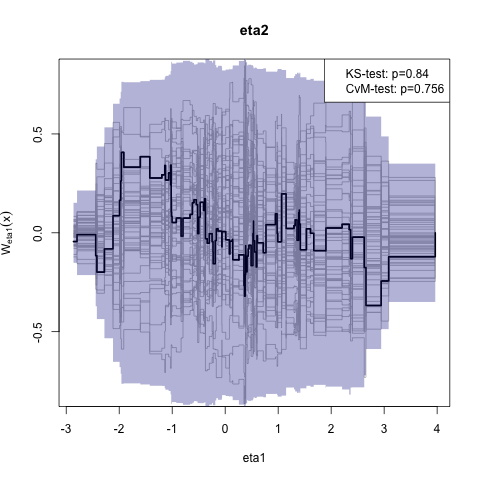 eta2
KS-test: p=0.84
CvM-test: p=0.756
W_eta1(x)
0.5
0.0
-0.5
-3 -2 -1 0 1 2 3 4
eta1